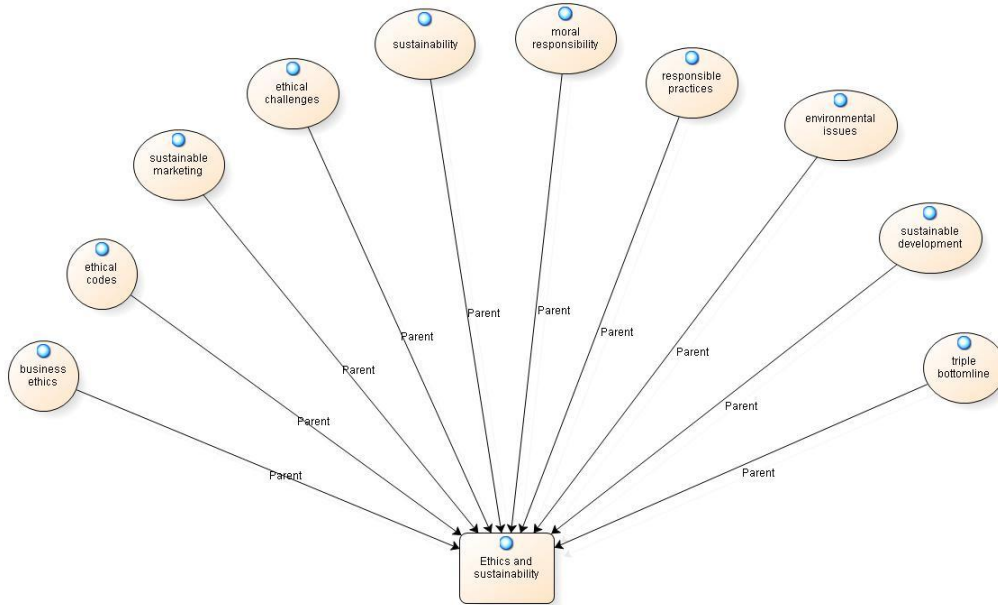 sustainability
moral
responsibility
ethical
challenges
responsible
practices
environmental
issues
sustainable
marketing
sustainable
development
ethical
codes
business
ethics
triple
bottomline
Parent
Parent
Parent
Parent
Parent
Parent
Parent
Parent
Parent
Parent
Ethics and
sustainability